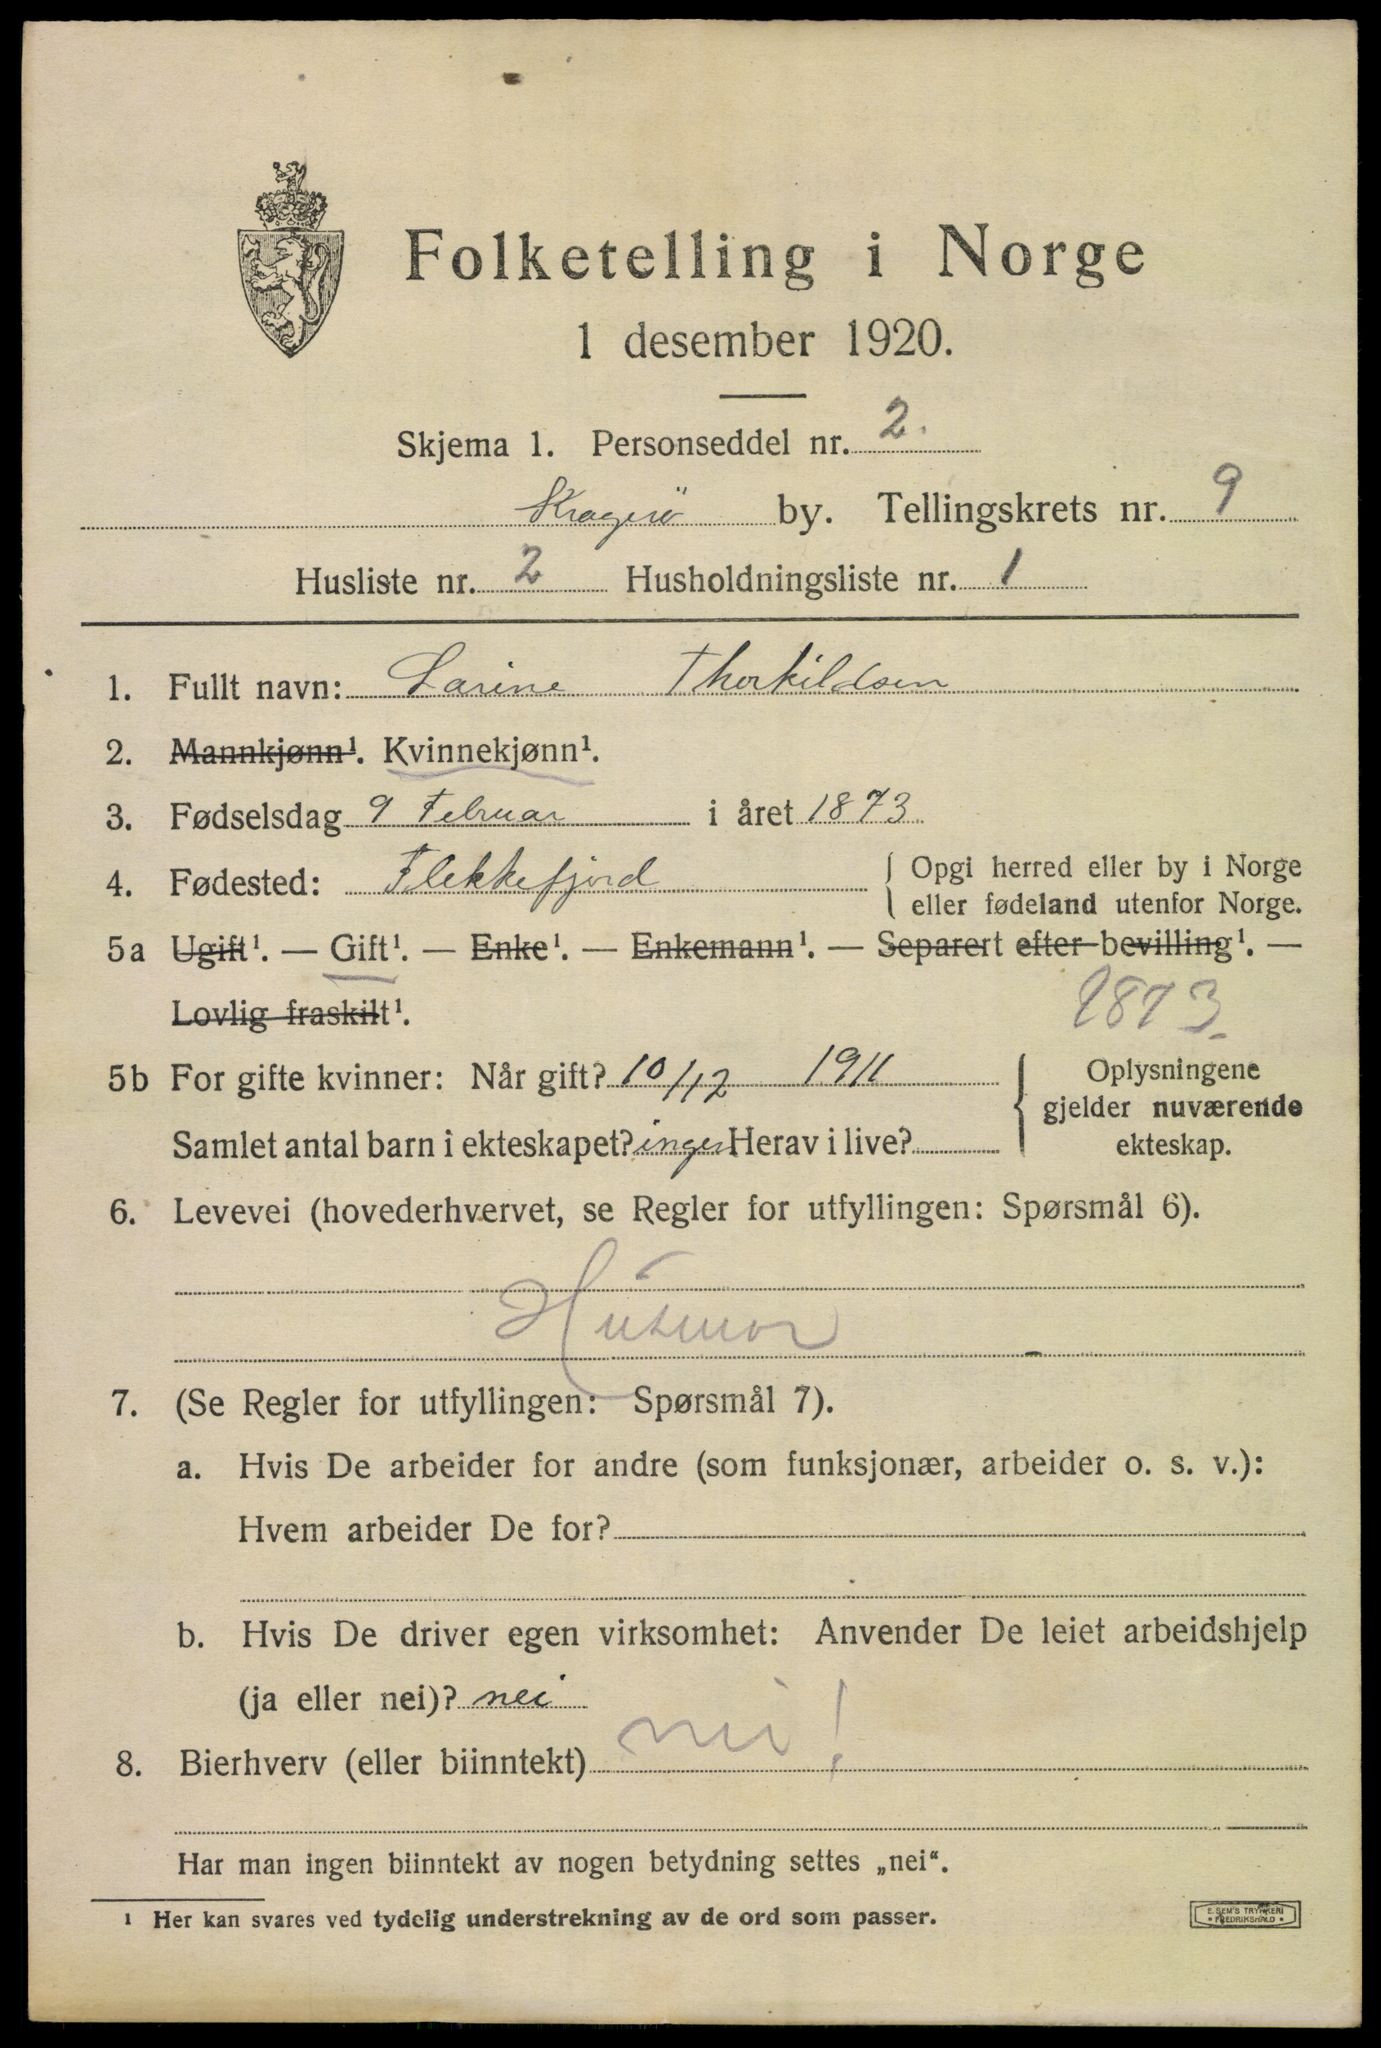 Folketelling i Norge
1 desember 1920.
Skjema 1. Personseddel nr. 2.
Kragerö by. Tellingskrets nr. 9
Husliste nr. 2 Husholdningsliste nr. 1
1. Fullt navn: Larine Thorkildsen
2. Mannkjønn¹. Kvinnekjønn¹.
3. Fødselsdag 9 Februar i året 1873
4. Fødested: Flekkefjord { Opgi herred eller by i Norge
eller fødeland utenfor Norge.
5a Ugift¹. — Gift¹. — Enke¹. — Enkemann¹. — Separert efter bevilling¹. —
Lovlig fraskilt¹. 1873.
5b For gifte kvinner: Når gift? 10/12 1911 { Oplysningene
gjelder nuværende
Samlet antal barn i ekteskapet? ingen Herav i live?
ekteskap.
6. Levevei (hovederhvervet, se Regler for utfyllingen: Spørsmål 6).
Husmor
7. (Se Regler for utfyllingen: Spørsmål 7).
a. Hvis De arbeider for andre (som funksjonær, arbeider o. s. v.):
Hvem arbeider De for?
b. Hvis De driver egen virksomhet: Anvender De leiet arbeidshjelp
(ja eller nei)? nei
8. Bierhverv (eller biinntekt) nei!
Har man ingen biinntekt av nogen betydning settes „nei“.
¹ Her kan svares ved tydelig understrekning av de ord som passer.
E. SEM'S TRYKKERI
* FREDRIKSHALD *